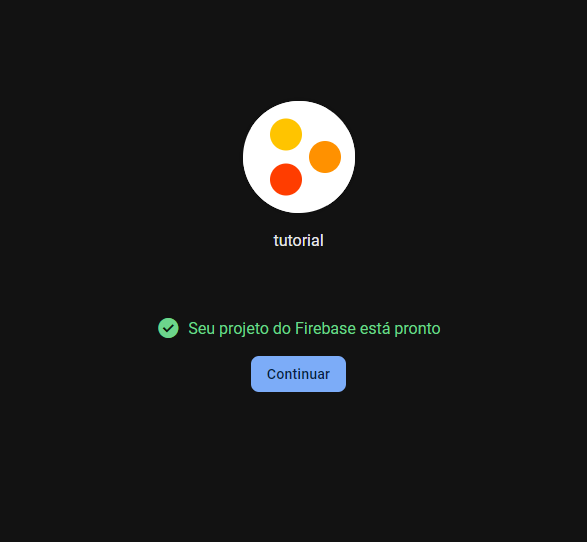 tutorial
Seu projeto do Firebase está pronto
Continuar